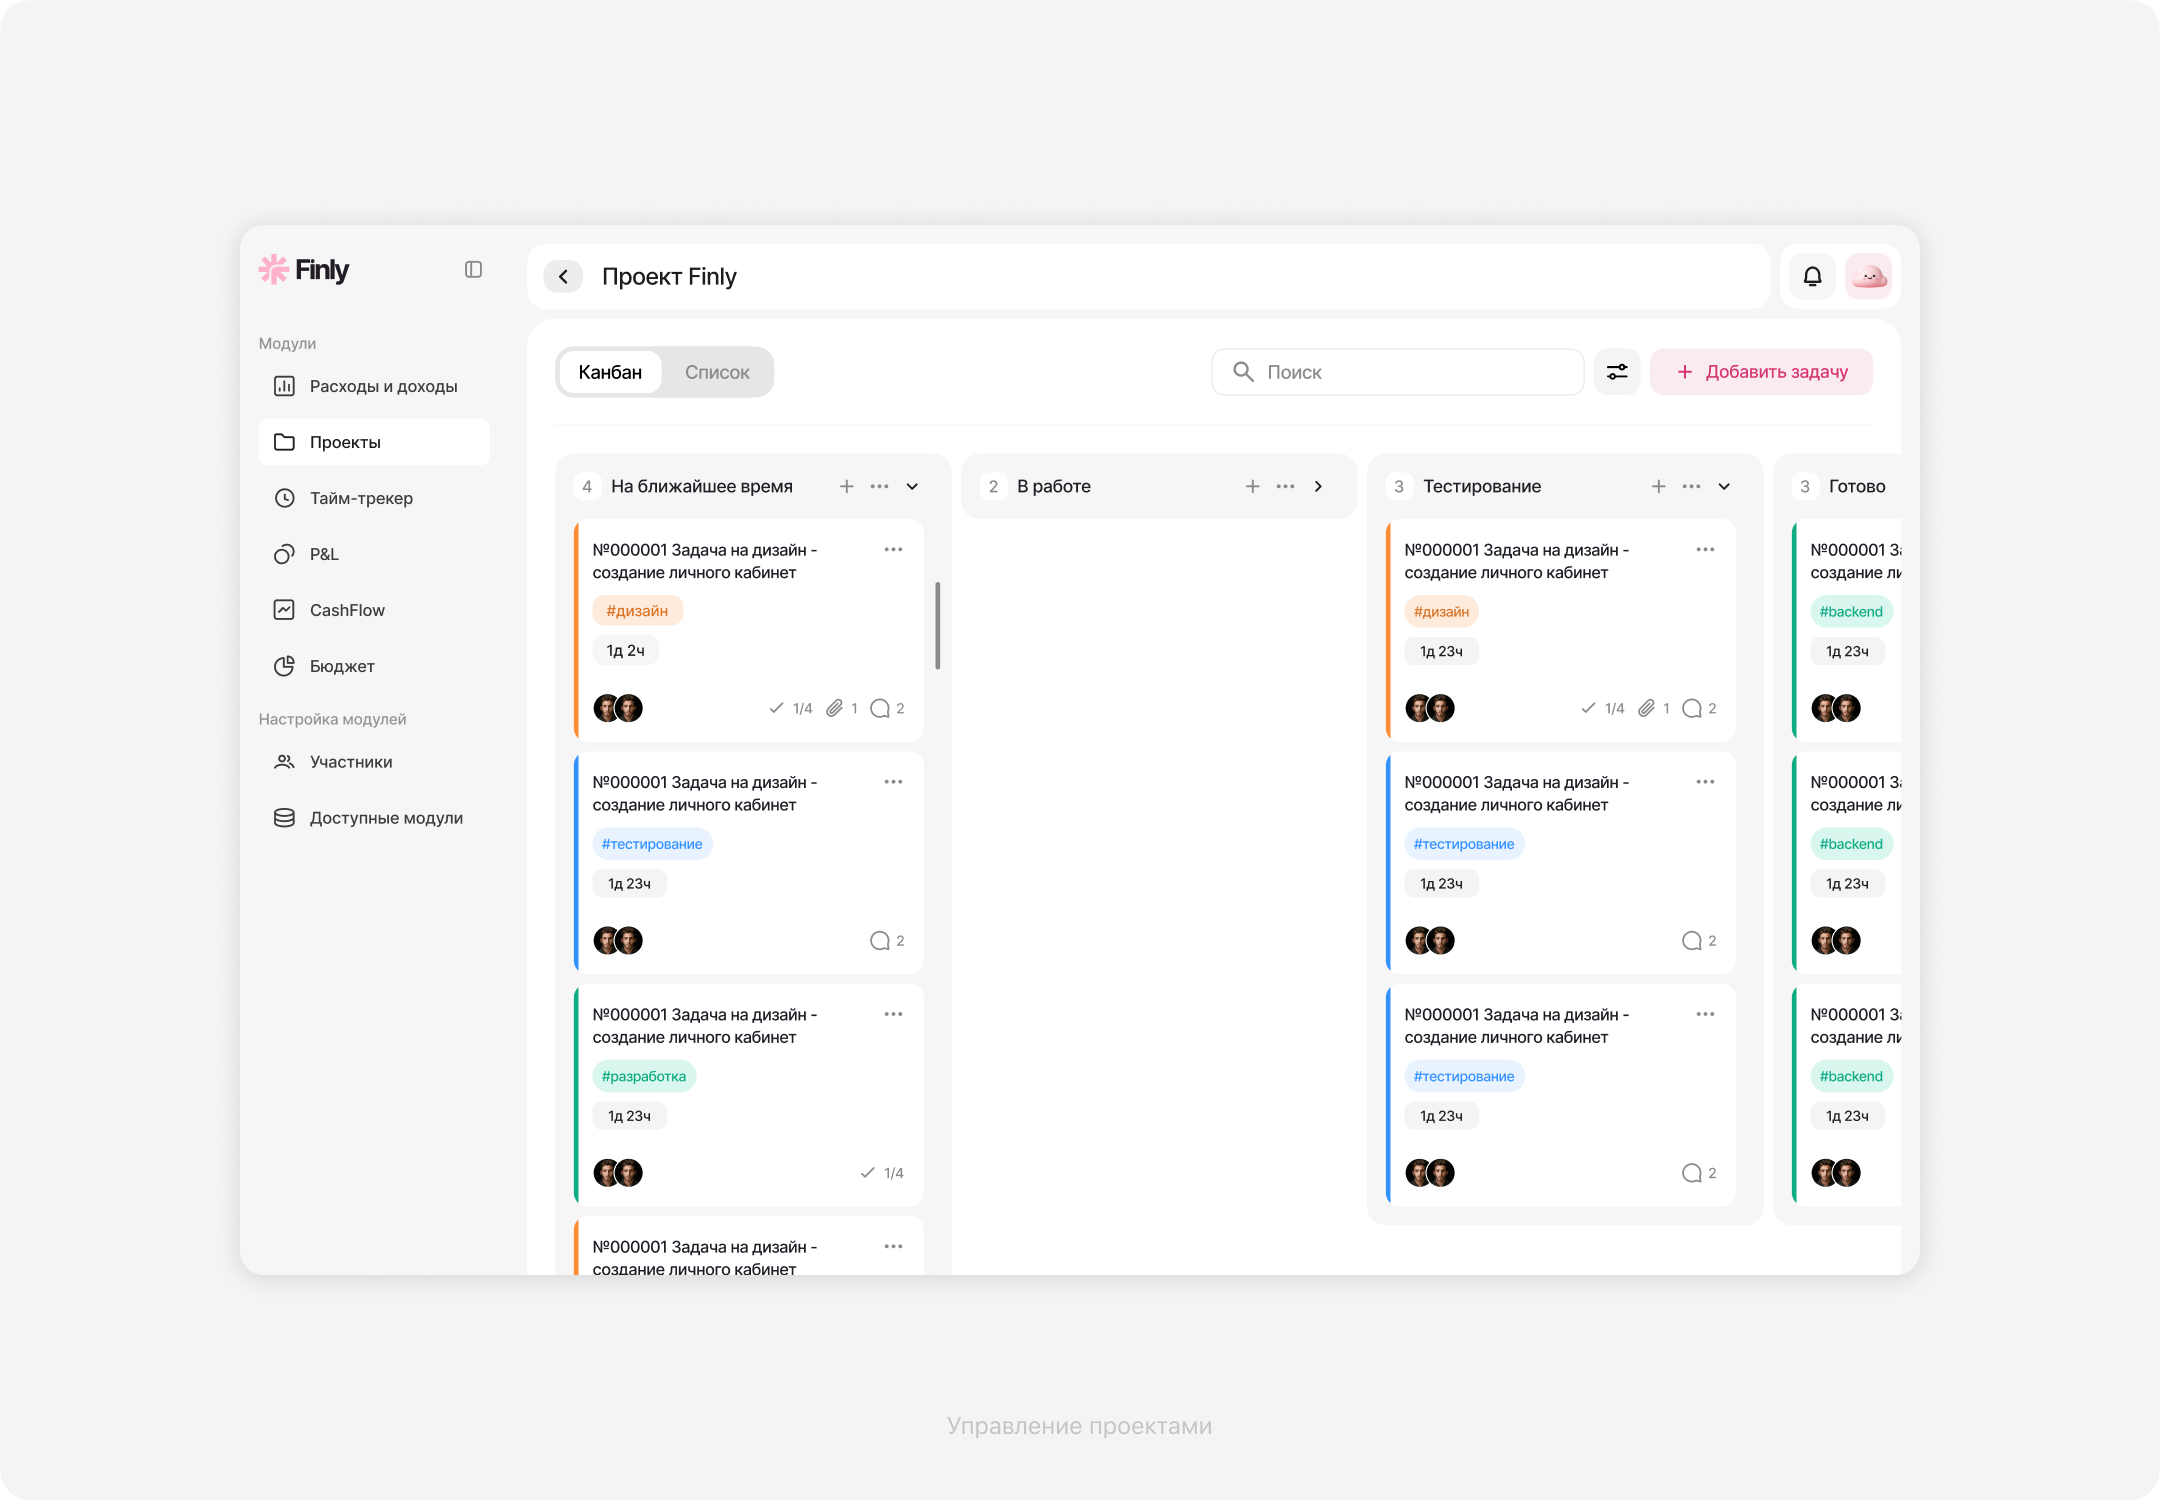 Finly
Модули
Расходы и доходы
Проекты
Тайм-трекер
P&L
CashFlow
Бюджет
Настройка модулей
Участники
Доступные модули
Проект Finly
Канбан
Список
Поиск
+ Добавить задачу
4 На ближайшее время
№000001 Задача на дизайн -
создание личного кабинет
#дизайн
1д 2ч
1/4 1 2
№000001 Задача на дизайн -
создание личного кабинет
#тестирование
1д 23ч
2
№000001 Задача на дизайн -
создание личного кабинет
#разработка
1д 23ч
1/4
№000001 Задача на дизайн -
создание личного кабинет
2 В работе
3 Тестирование
№000001 Задача на дизайн -
создание личного кабинет
#дизайн
1д 23ч
1/4 1 2
№000001 Задача на дизайн -
создание личного кабинет
#тестирование
1д 23ч
2
№000001 Задача на дизайн -
создание личного кабинет
#тестирование
1д 23ч
2
3 Готово
№000001
создание
#backend
1д 23ч
№000001
создание
#backend
1д 23ч
№000001
создание
#backend
1д 23ч
Управление проектами